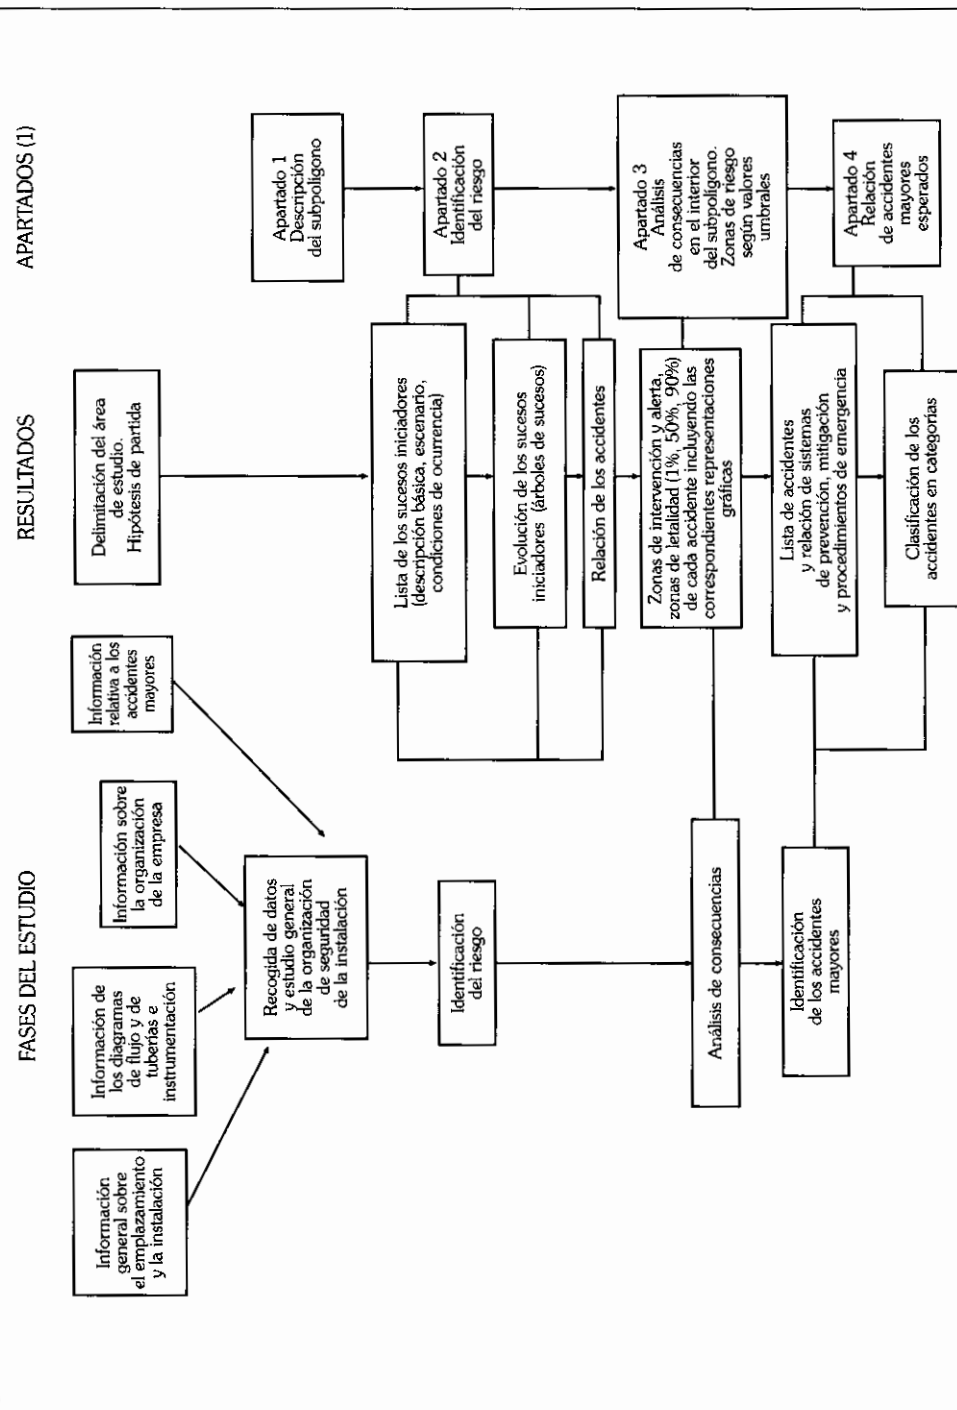 FASES DEL ESTUDIO
RESULTADOS
APARTADOS (1)
Información
general sobre
el emplazamiento
y la instalación
Información de
los diagramas
de flujo y de
tuberías e
instrumentación
Información sobre
la organización
de la empresa
Información
relativa a los
accidentes
mayores
Recogida de datos
y estudio general
de la organización
de seguridad
de la instalación
Identificación
del riesgo
Análisis de consecuencias
Identificación
de los accidentes
mayores
Delimitación del área
de estudio.
Hipótesis de partida
Lista de los sucesos iniciadores
(descripción básica, escenario,
condiciones de ocurrencia)
Evolución de los sucesos
iniciadores (árboles de sucesos)
Relación de los accidentes
Zonas de intervención y alerta,
zonas de letalidad (1%, 50%, 90%)
de cada accidente incluyendo las
correspondientes representaciones
gráficas
Lista de accidentes
y relación de sistemas
de prevención, mitigación
y procedimientos de emergencia
Clasificación de los
accidentes en categorías
Apartado 1
Descripción
del subpolígono
Apartado 2
Identificación
del riesgo
Apartado 3
Análisis
de consecuencias
en el interior
del subpolígono.
Zonas de riesgo
según valores
umbrales
Apartado 4
Relación
de accidentes
mayores
esperados